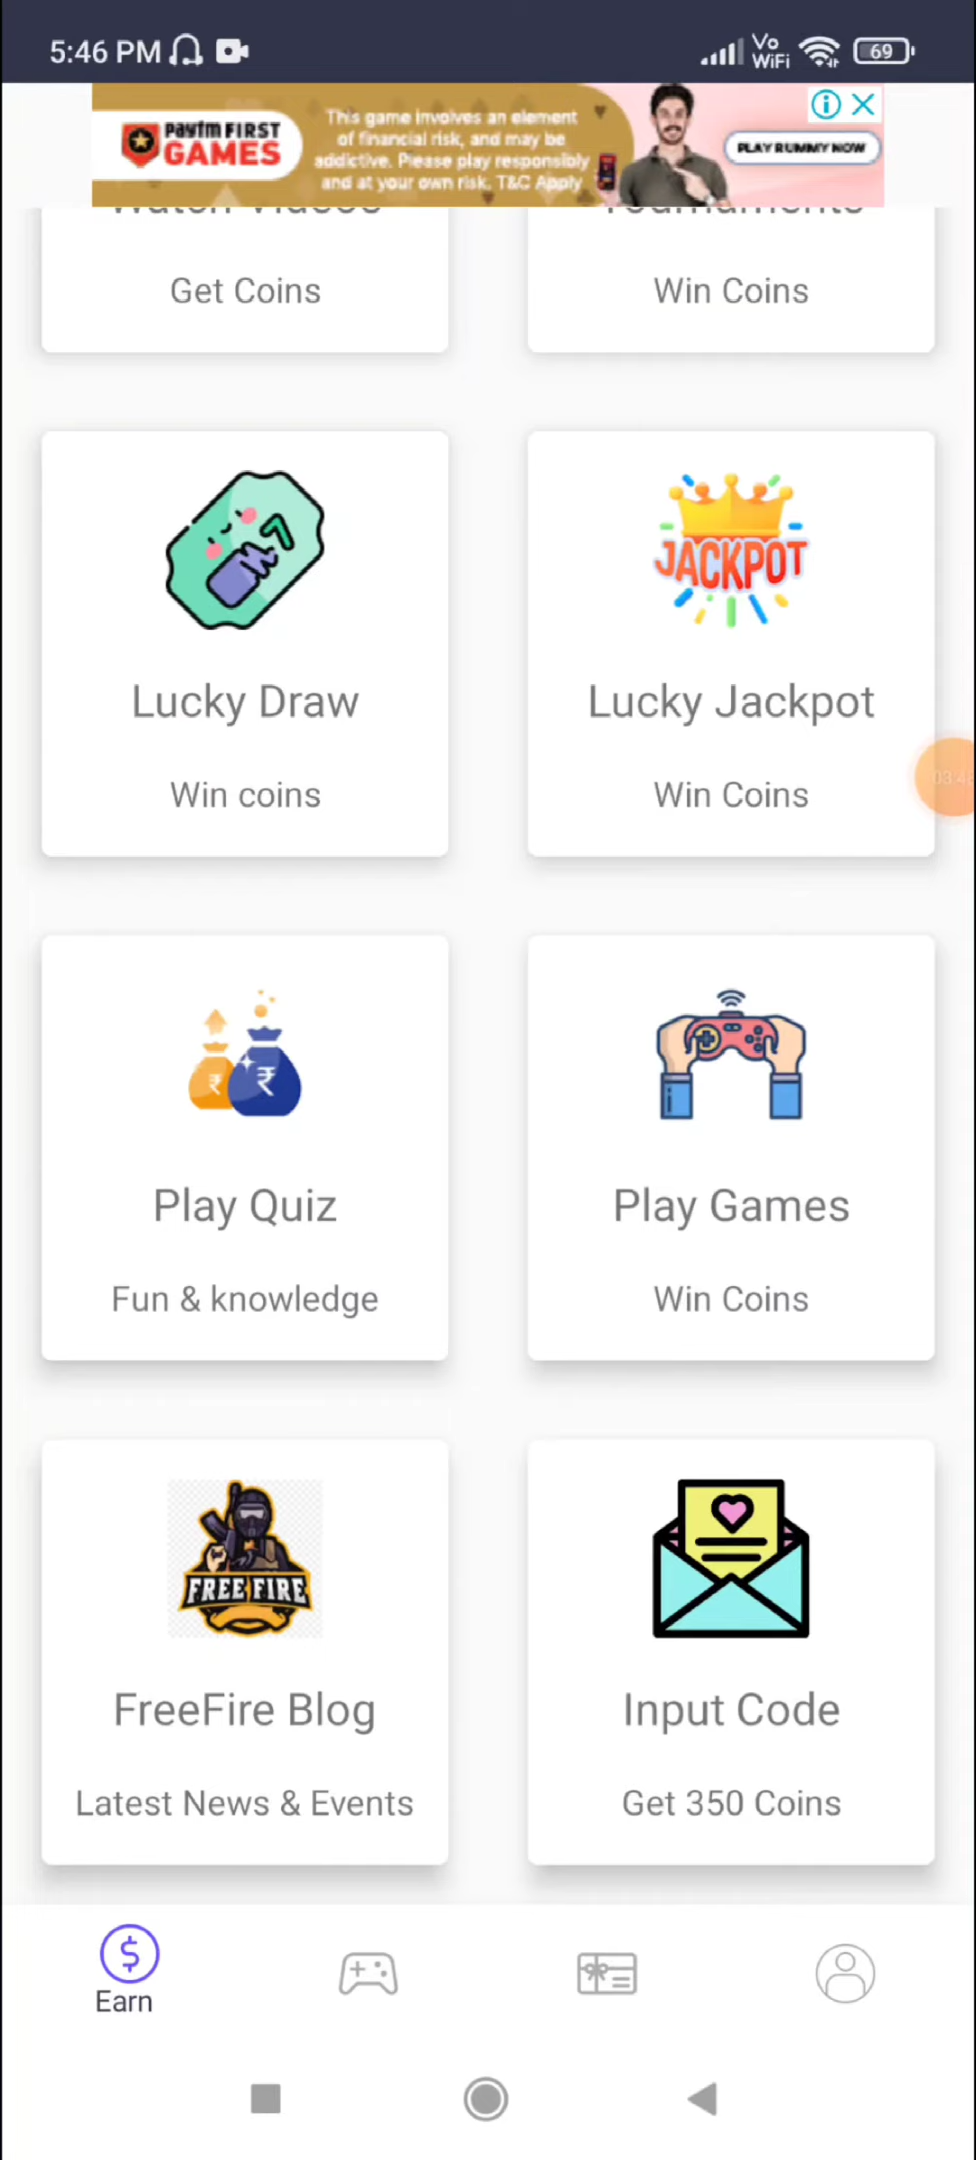 5:46 PM
Vo
WiFi
69
Paytm FIRST
GAMES
This game involves an element
of financial risk, and may be
addictive. Please play responsibly
and at your own risk. T&C Apply
PLAY RUMMY NOW
Watch Videos
Tournaments
Get Coins
Win Coins
JACKPOT
Lucky Draw
Lucky Jackpot
Win coins
Win Coins
Play Quiz
Play Games
Fun & knowledge
Win Coins
FREE FIRE
FreeFire Blog
Input Code
Latest News & Events
Get 350 Coins
Earn